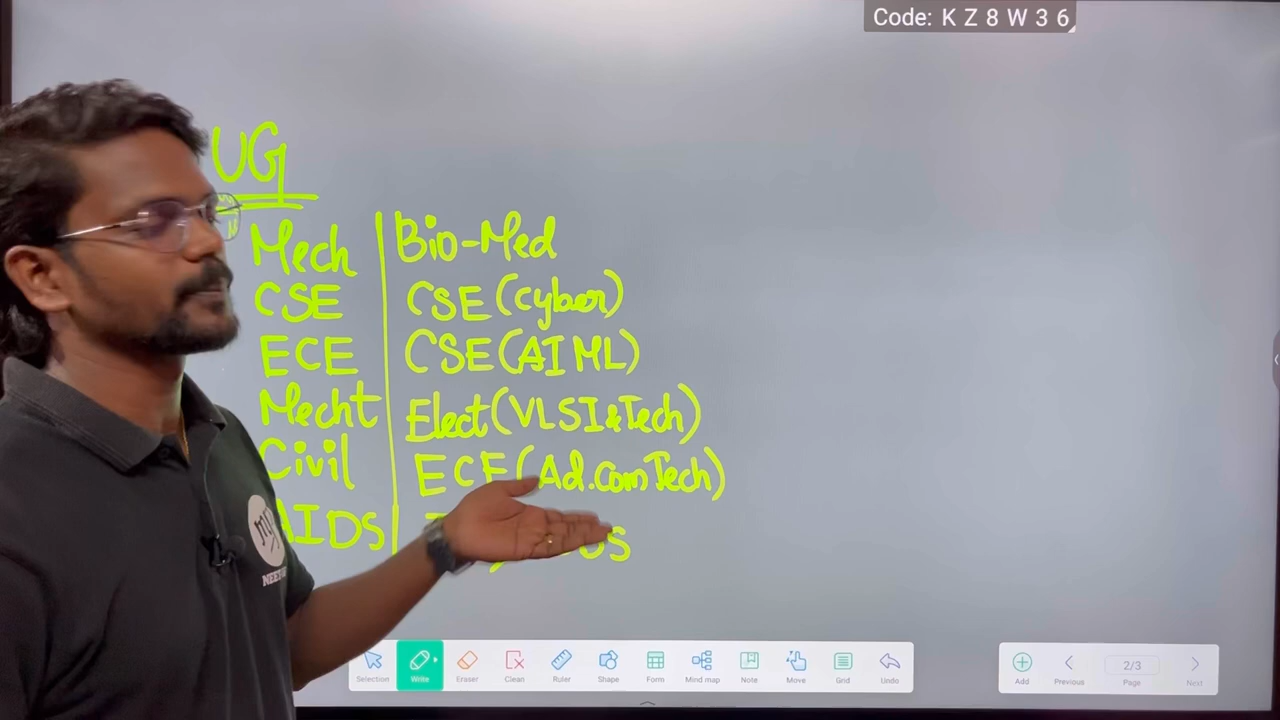 Code: K Z 8 W 3 6
UG
Mech
CSE
ECE
Mecht
Civil
AIDS
Bio-Med
CSE(Cyber)
CSE(AIML)
Elect(VLSI&Tech)
ECE(Ad.comTech)
Selection
Write
Eraser
Clean
Ruler
Shape
Form
Mind map
Note
Move
Grid
Undo
Add
Previous
2/3
Page
Next